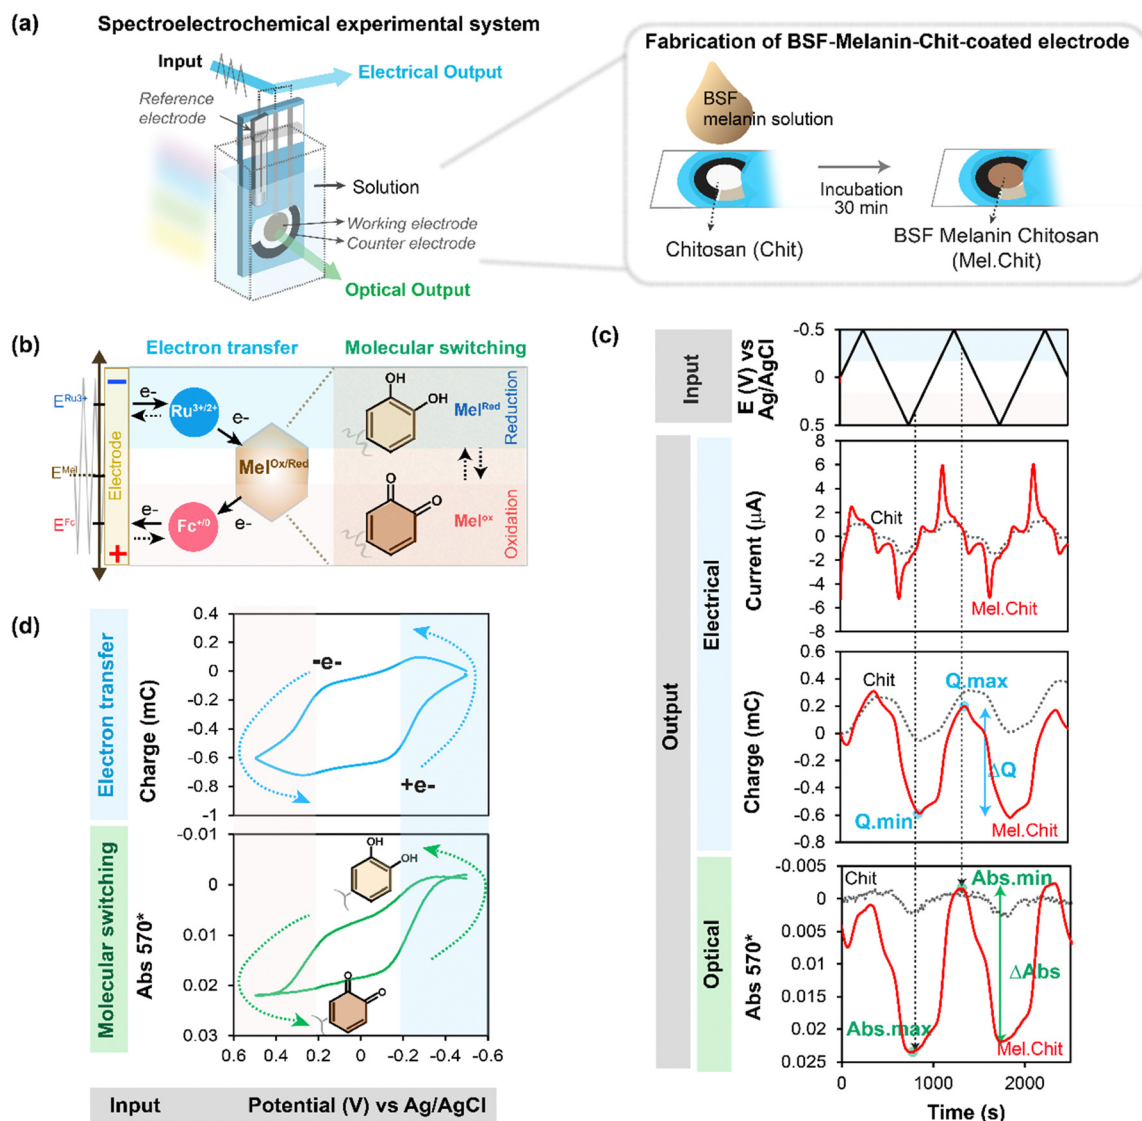 (a)
Spectroelectrochemical experimental system
Input
Electrical Output
Reference
electrode
Solution
Working electrode
Counter electrode
Optical Output
Fabrication of BSF-Melanin-Chit-coated electrode
BSF
melanin solution
Incubation
30 min
Chitosan (Chit)
BSF Melanin Chitosan
(Mel.Chit)
(b)
Electron transfer
Molecular switching
E^Ru3+
E^Mel
E^Fc
Electrode
e-
e-
Ru^3+/2+
Mel^Ox/Red
Fc^+/0
e-
e-
OH
OH
Mel^Red
Reduction
O
O
Mel^ox
Oxidation
(c)
Input
E (V) vs
Ag/AgCl
-0.5
0
0.5
Output
Electrical
Current (µA)
8
6
4
2
0
-2
-4
-6
-8
Chit
Mel.Chit
Charge (mC)
0.6
0.4
0.2
0
-0.2
-0.4
-0.6
-0.8
Chit
Q.max
ΔQ
Q.min
Mel.Chit
Optical
Abs 570*
-0.005
0
0.005
0.01
0.015
0.02
0.025
Chit
Abs.min
ΔAbs
Abs.max
Mel.Chit
0
1000
2000
Time (s)
(d)
Electron transfer
Charge (mC)
0.4
0.2
0
-0.2
-0.4
-0.6
-0.8
-1
-e-
+e-
Molecular switching
Abs 570*
-0.01
0
0.01
0.02
0.03
OH
OH
O
O
0.6
0.4
0.2
0
-0.2
-0.4
-0.6
Input
Potential (V) vs Ag/AgCl